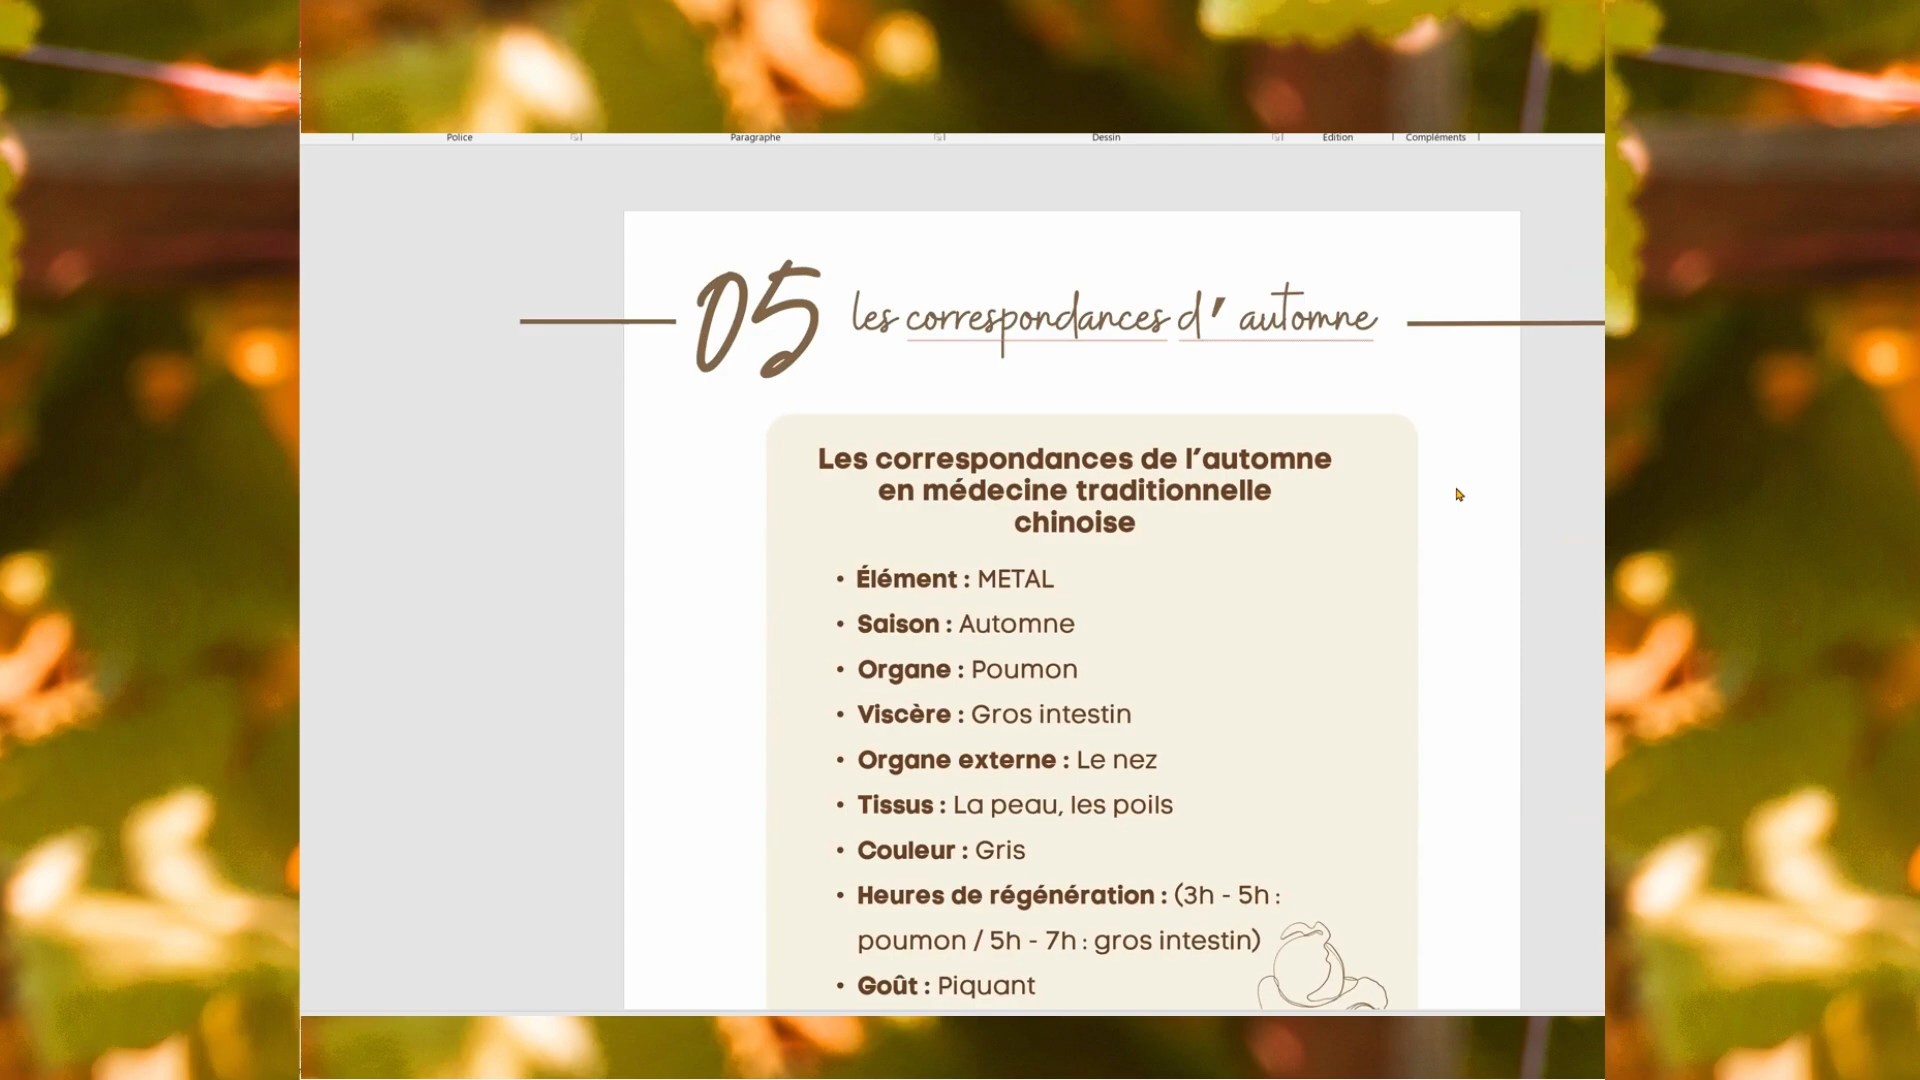 Police Paragraphe Dessin Édition Compléments
05 les correspondances d' automne
Les correspondances de l'automne
en médecine traditionnelle
chinoise
• Élément : METAL
• Saison : Automne
• Organe : Poumon
• Viscère : Gros intestin
• Organe externe : Le nez
• Tissus : La peau, les poils
• Couleur : Gris
• Heures de régénération : (3h - 5h :
poumon / 5h - 7h : gros intestin)
• Goût : Piquant